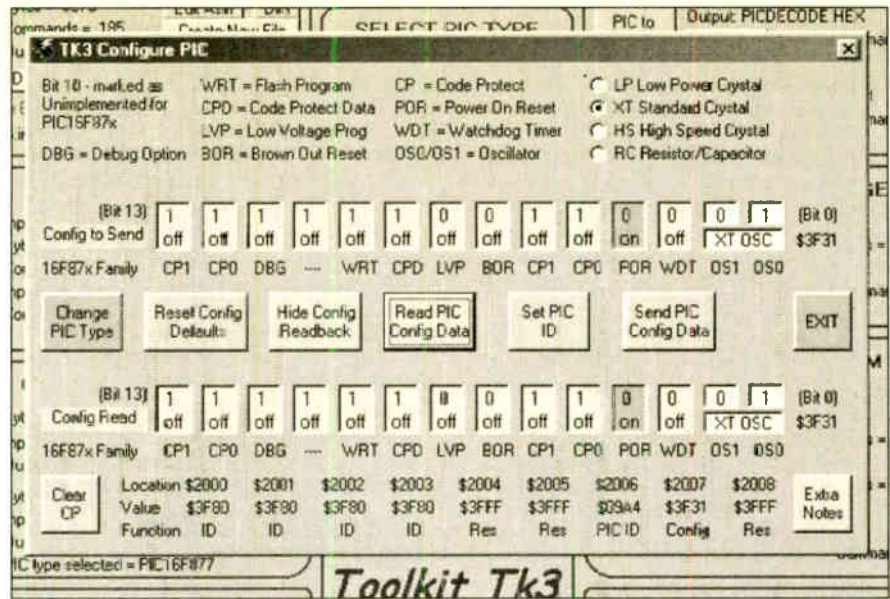 ommands = 185
SELECT PIC TYPE
PIC to
Output: PICDECODE HEX
TK3 Configure PIC
Bit 10 - marked as Unimplemented for PIC16F87x
DBG = Debug Option
WRT = Flash Program
CPD = Code Protect Data
LVP = Low Voltage Prog
BOR = Brown Out Reset
CP = Code Protect
POR = Power On Reset
WDT = Watchdog Timer
OSC/OS1 = Oscillator
LP Low Power Crystal
XT Standard Crystal
HS High Speed Crystal
RC Resistor/Capacitor
(Bit 13) 1 1 1 1 1 1 0 0 1 1 0 0 0 1 (Bit 0)
Config to Send off off off off off off off off off off on off XT OSC $3F31
16F87x Family CP1 CP0 DBG --- WRT CPD LVP BOR CP1 CP0 POR WDT OS1 OS0
Change PIC Type
Reset Config Defaults
Hide Config Readback
Read PIC Config Data
Set PIC ID
Send PIC Config Data
EXIT
(Bit 13) 1 1 1 1 1 1 0 0 1 1 0 0 0 1 (Bit 0)
Config Read off off off off off off off off off off on off XT OSC $3F31
16F87x Family CP1 CP0 DBG --- WRT CPD LVP BOR CP1 CP0 POR WDT OS1 OS0
Clear CP
Location $2000 $2001 $2002 $2003 $2004 $2005 $2006 $2007 $2008
Value $3F80 $3F80 $3F80 $3F80 $3FFF $3FFF $09A4 $3F31 $3FFF
Function ID ID ID ID Res Res PIC ID Config Res
Extra Notes
IC type selected = PIC16F877
Toolkit Tk3